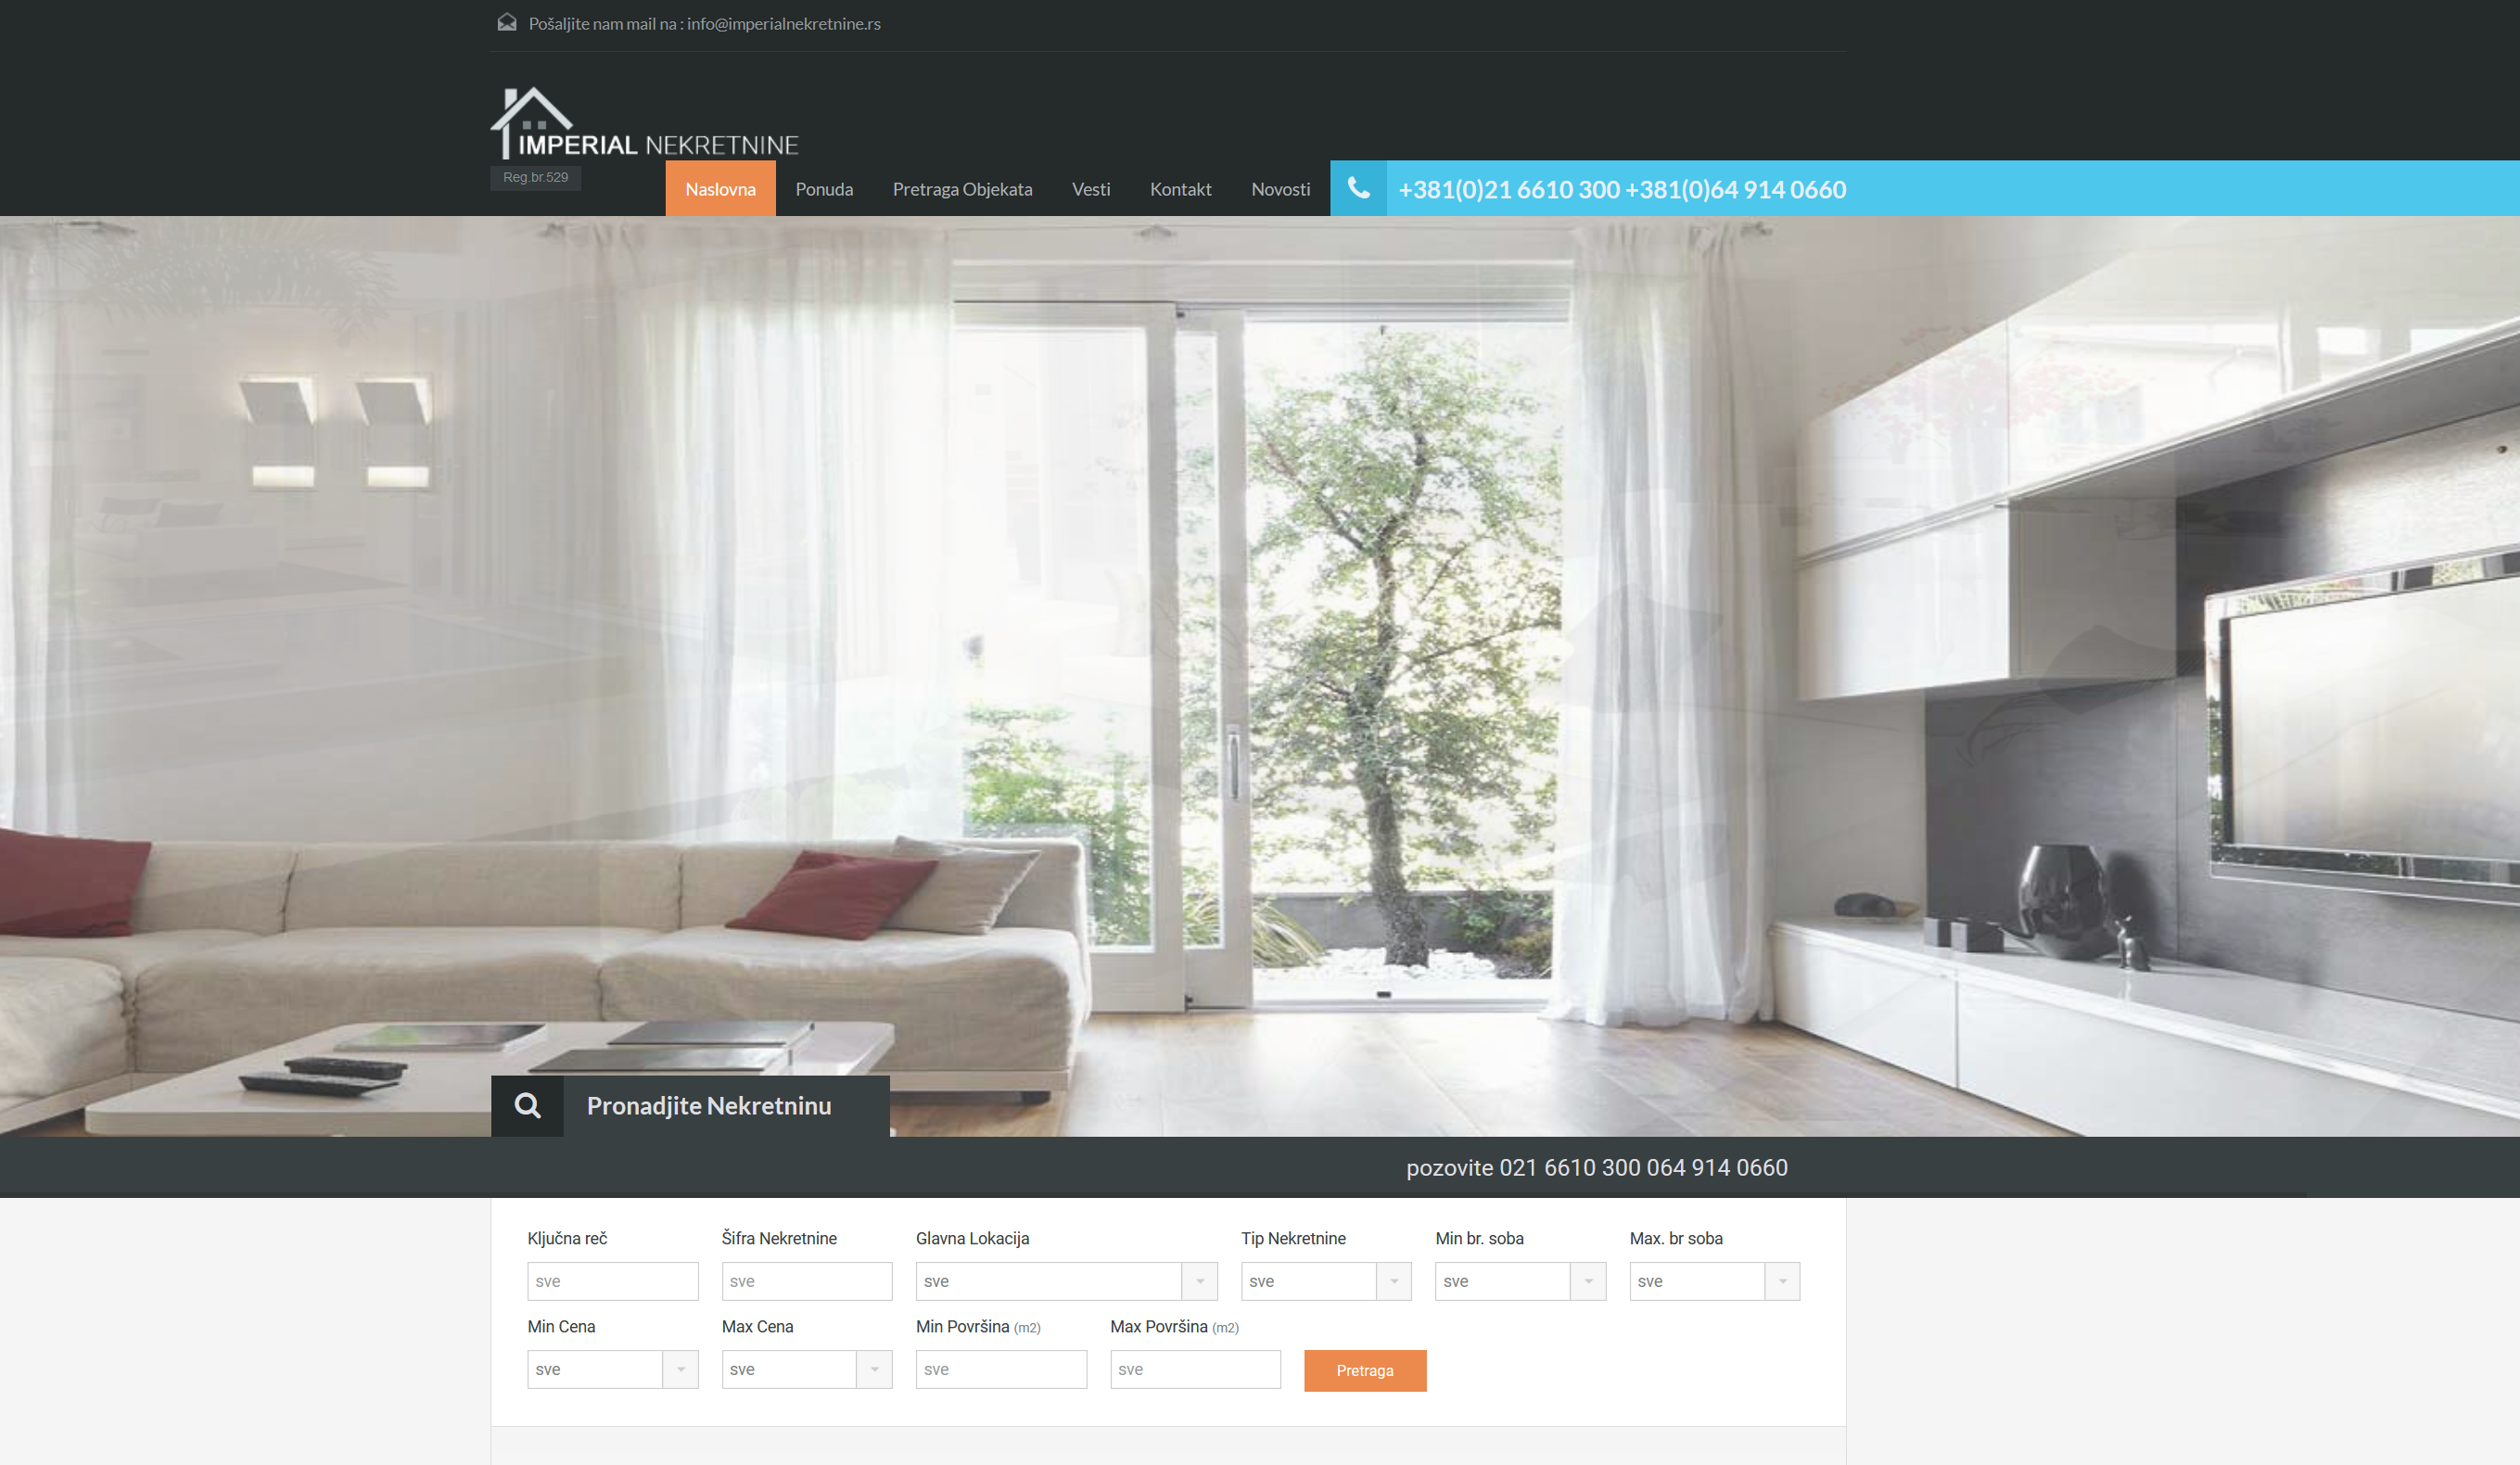 Pošaljite nam mail na : info@imperialnekretnine.rs
IMPERIAL NEKRETNINE
Reg.br.529
Naslovna Ponuda Pretraga Objekata Vesti Kontakt Novosti +381(0)21 6610 300 +381(0)64 914 0660
Pronadjite Nekretninu
pozovite 021 6610 300 064 914 0660
Ključna reč Šifra Nekretnine Glavna Lokacija Tip Nekretnine Min br. soba Max. br soba
sve sve sve sve sve sve
Min Cena Max Cena Min Površina (m2) Max Površina (m2)
sve sve sve sve Pretraga